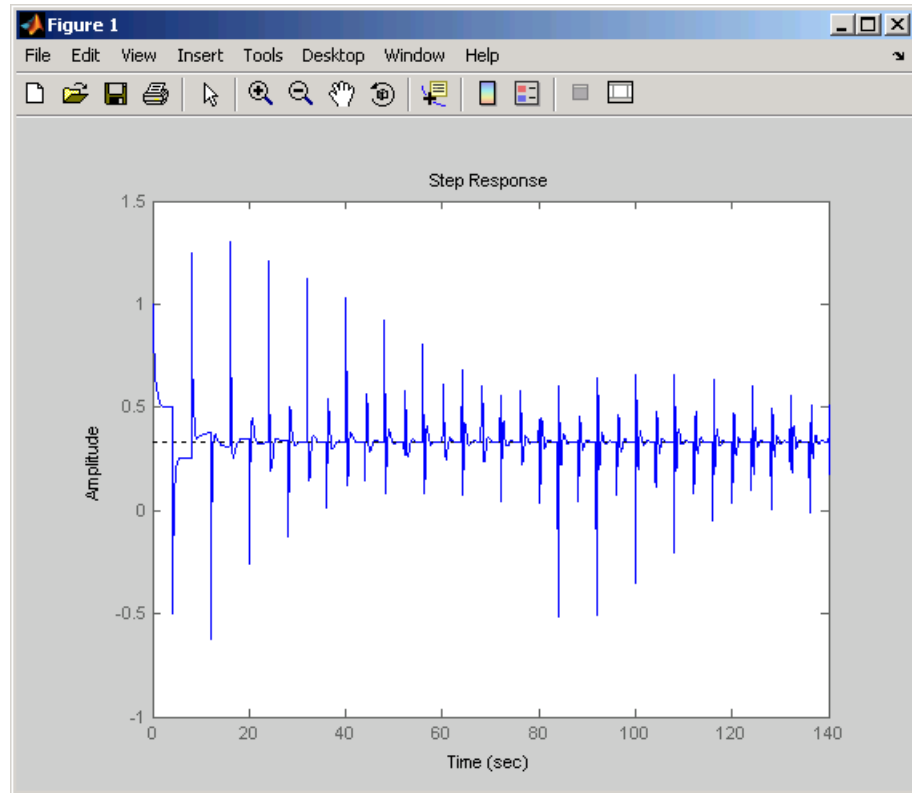 Figure 1
File Edit View Insert Tools Desktop Window Help
Step Response
1.5
1
0.5
0
-0.5
-1
Amplitude
0 20 40 60 80 100 120 140
Time (sec)